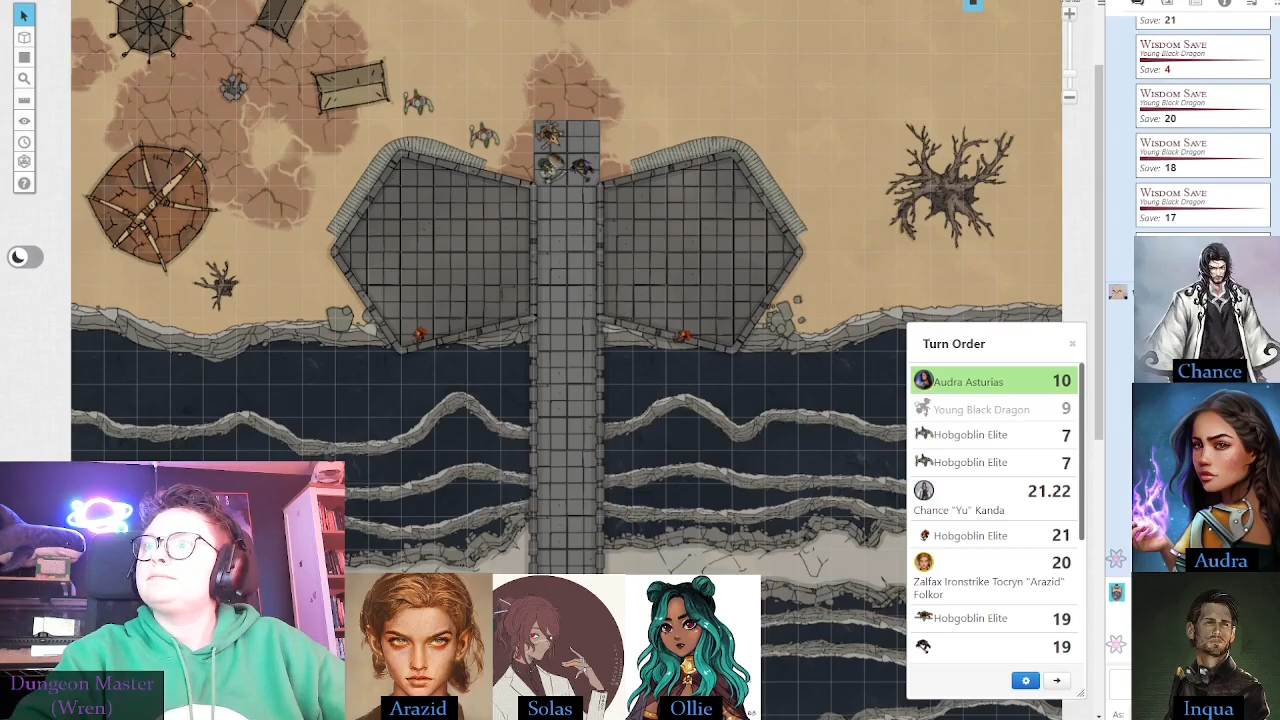 Save: 21
Wisdom Save
Young Black Dragon
Save: 4
Wisdom Save
Young Black Dragon
Save: 20
Wisdom Save
Young Black Dragon
Save: 18
Wisdom Save
Young Black Dragon
Save: 17
Chance
Turn Order
Audra Asturias 10
Young Black Dragon 9
Hobgoblin Elite 7
Hobgoblin Elite 7
21.22
Chance "Yu" Kanda
Hobgoblin Elite 21
20
Zalfax Ironstrike Tocryn "Arazid"
Folkor
Hobgoblin Elite 19
19
Audra
As:
Inqua
Dungeon Master
(Wren)
Arazid
Solas
Ollie